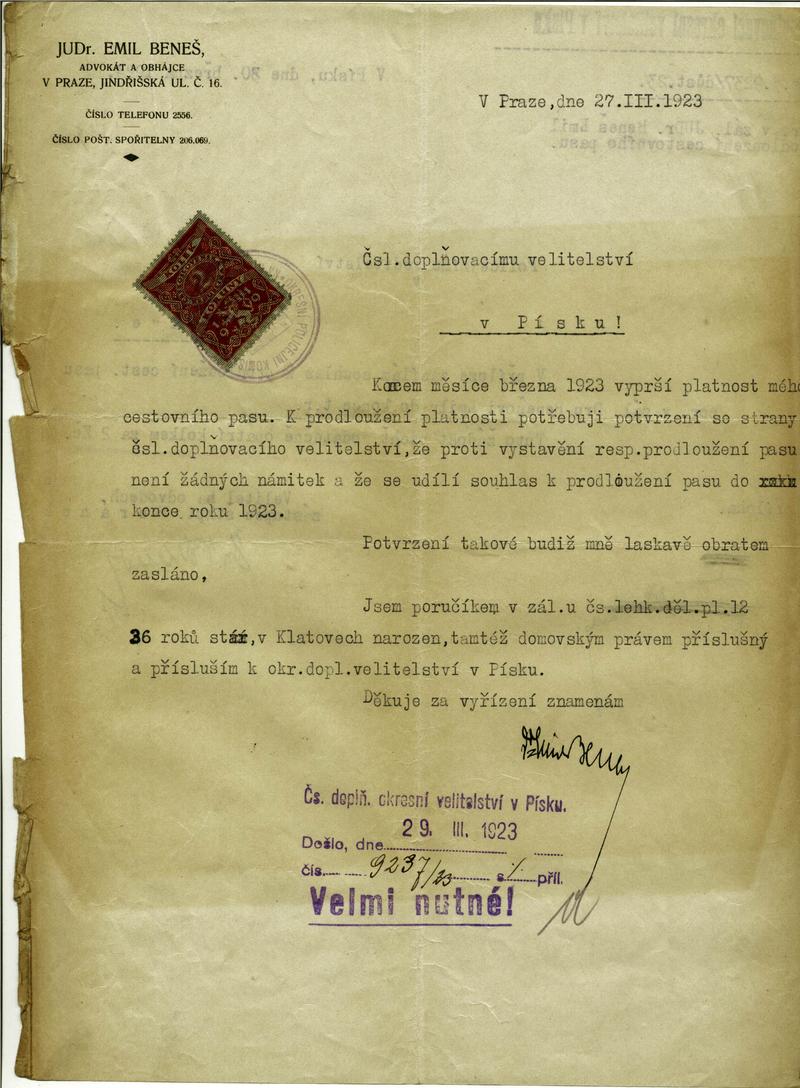 JUDr. EMIL BENEŠ,
ADVOKÁT A OBHÁJCE
V PRAZE, JINDŘIŠSKÁ UL. Č. 16.
ČÍSLO TELEFONU 2556.
ČÍSLO POŠT. SPOŘITELNY 206.069.
V Praze,dne 27.III.1923
Čsl.doplňovacímu velitelství
v Písku!
Koncem měsíce března 1923 vyprší platnost mého
cestovního pasu. K prodloužení platnosti potřebuji potvrzení se strany
čsl.doplňovacího velitelství,že proti vystavení resp.prodloužení pasu
není žádných námitek a že se udílí souhlas k prodloužení pasu do
konce roku 1923.
Potvrzení takové budiž mně laskavě obratem
zasláno,
Jsem poručíkem v zál.u čs.lehk.děl.pl.12
36 roků stár,v Klatovech narozen,tamtéž domovským právem příslušný
a přísluším k okr.dopl.velitelství v Písku.
Děkuje za vyřízení znamenám
Čs. doplň. okresní velitelství v Písku.
29. III. 1923
Došlo, dne
čís. 9237/23 s % příl.
Velmi nutné!